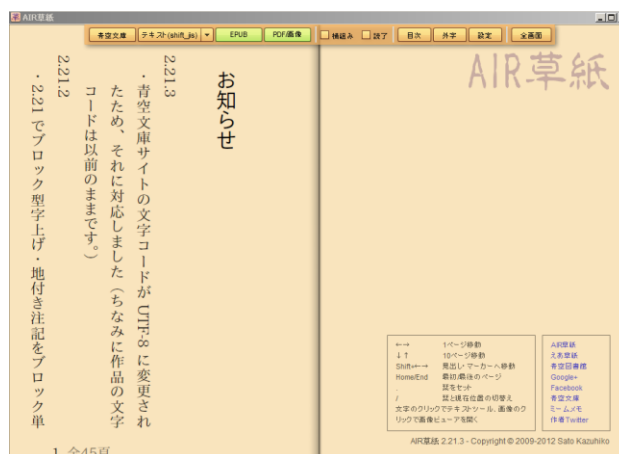 AIR草紙
青空文庫
テキスト(shift_jis)
EPUB
PDF/画像
横組み
読了
目次
外字
設定
全画面
お知らせ
2.21.3
・青空文庫サイトの文字コードが UTF-8 に変更され
たため、それに対応しました（ちなみに作品の文字
コードは以前のままです。）
2.21.2
・2.21 でブロック型字上げ・地付き注記をブロック単
1 全45頁
AIR草紙
←→ 1ページ移動
↓↑ 10ページ移動
Shift+←→ 見出し・マーカーへ移動
Home/End 最初/最後のページ
. 栞をセット
/ 栞と現在位置の切替え
文字のクリックでテキストツール、画像のク
リックで画像ビューアを開く
AIR草紙
えあ草紙
青空図書館
Google+
Facebook
青空文庫
ミームメモ
作者Twitter
AIR草紙 2.21.3 - Copyright © 2009-2012 Sato Kazuhiko